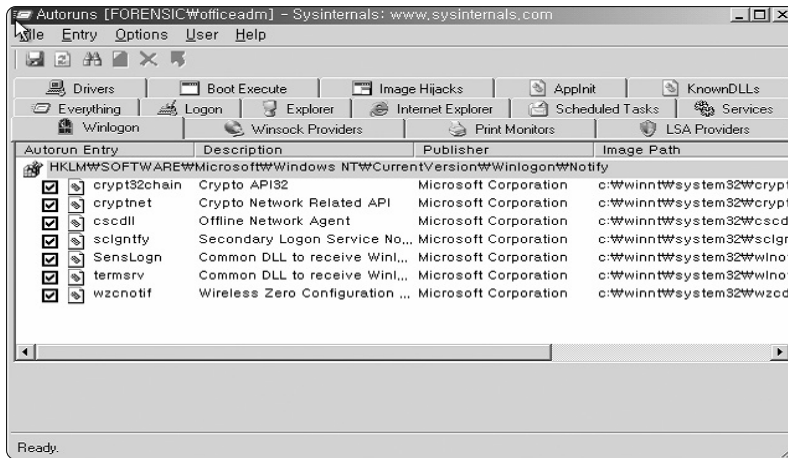 Autoruns [FORENSIC₩officeadm] - Sysinternals: www.sysinternals.com
Entry Options User Help
Drivers Boot Execute Image Hijacks AppInit KnownDLLs
Everything Logon Explorer Internet Explorer Scheduled Tasks Services
Winlogon Winsock Providers Print Monitors LSA Providers
Autorun Entry Description Publisher Image Path
HKLM₩SOFTWARE₩Microsoft₩Windows NT₩CurrentVersion₩Winlogon₩Notify
crypt32chain Crypto API32 Microsoft Corporation c:₩winnt₩system32₩crypt
cryptnet Crypto Network Related API Microsoft Corporation c:₩winnt₩system32₩crypt
cscdll Offline Network Agent Microsoft Corporation c:₩winnt₩system32₩cscd
sclgntfy Secondary Logon Service No... Microsoft Corporation c:₩winnt₩system32₩sclgr
SensLogn Common DLL to receive Winl... Microsoft Corporation c:₩winnt₩system32₩wlno
termsrv Common DLL to receive Winl... Microsoft Corporation c:₩winnt₩system32₩wlno
wzcnotif Wireless Zero Configuration ... Microsoft Corporation c:₩winnt₩system32₩wzcd
Ready.